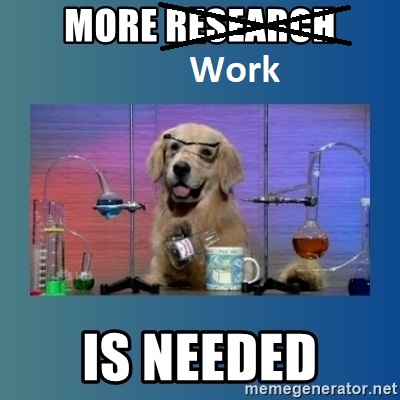 MORE RESEARCH
Work
IS NEEDED
memegenerator.net